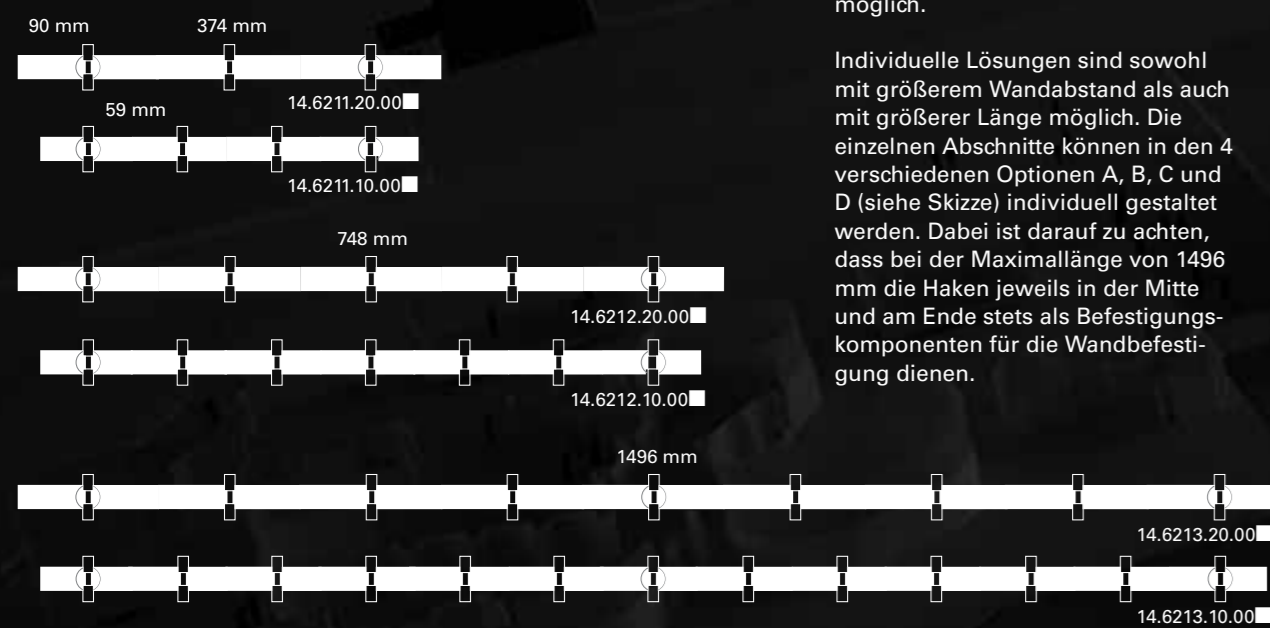 90 mm
374 mm
14.6211.20.00
59 mm
14.6211.10.00
748 mm
14.6212.20.00
14.6212.10.00
1496 mm
14.6213.20.00
14.6213.10.00
möglich.
Individuelle Lösungen sind sowohl
mit größerem Wandabstand als auch
mit größerer Länge möglich. Die
einzelnen Abschnitte können in den 4
verschiedenen Optionen A, B, C und
D (siehe Skizze) individuell gestaltet
werden. Dabei ist darauf zu achten,
dass bei der Maximallänge von 1496
mm die Haken jeweils in der Mitte
und am Ende stets als Befestigungs-
komponenten für die Wandbefesti-
gung dienen.